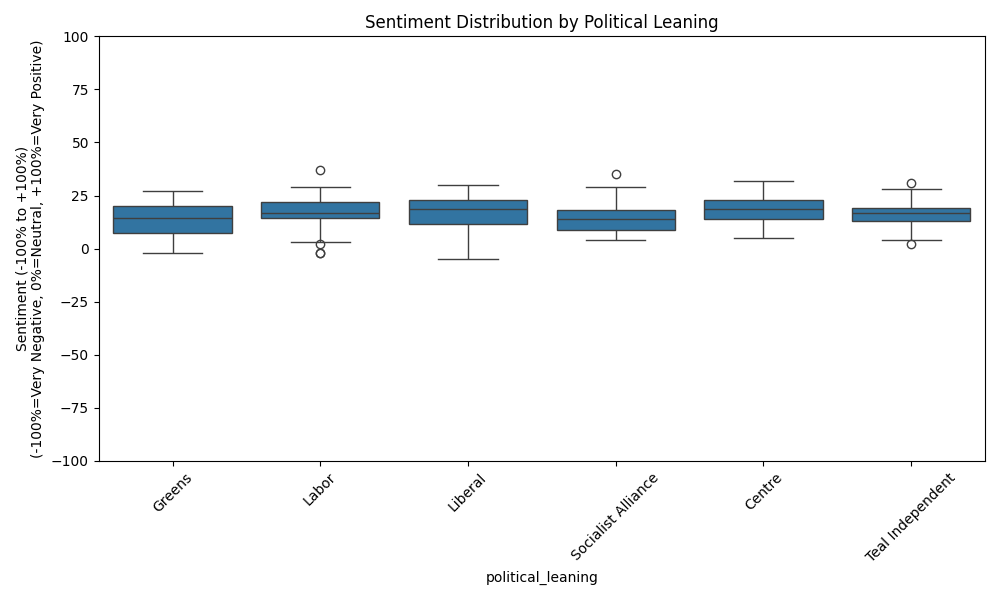 Sentiment Distribution by Political Leaning
Sentiment (-100% to +100%)
(-100%=Very Negative, 0%=Neutral, +100%=Very Positive)
100
75
50
25
0
−25
−50
−75
−100
Greens
Labor
Liberal
Socialist Alliance
Centre
Teal Independent
political_leaning